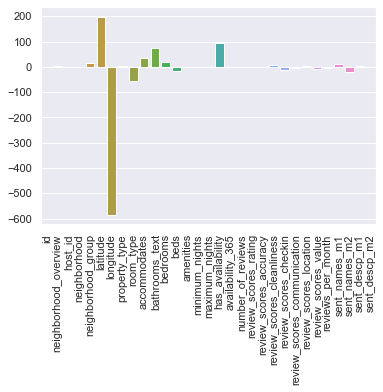 200
100
0
−100
−200
−300
−400
−500
−600
id
neighborhood_overview
host_id
neighborhood
neighborhood_group
latitude
longitude
property_type
room_type
accommodates
bathrooms_text
bedrooms
beds
amenities
minimum_nights
maximum_nights
has_availability
availability_365
number_of_reviews
review_scores_rating
review_scores_accuracy
review_scores_cleanliness
review_scores_checkin
review_scores_communication
review_scores_location
review_scores_value
reviews_per_month
sent_names_m1
sent_names_m2
sent_descp_m1
sent_descp_m2